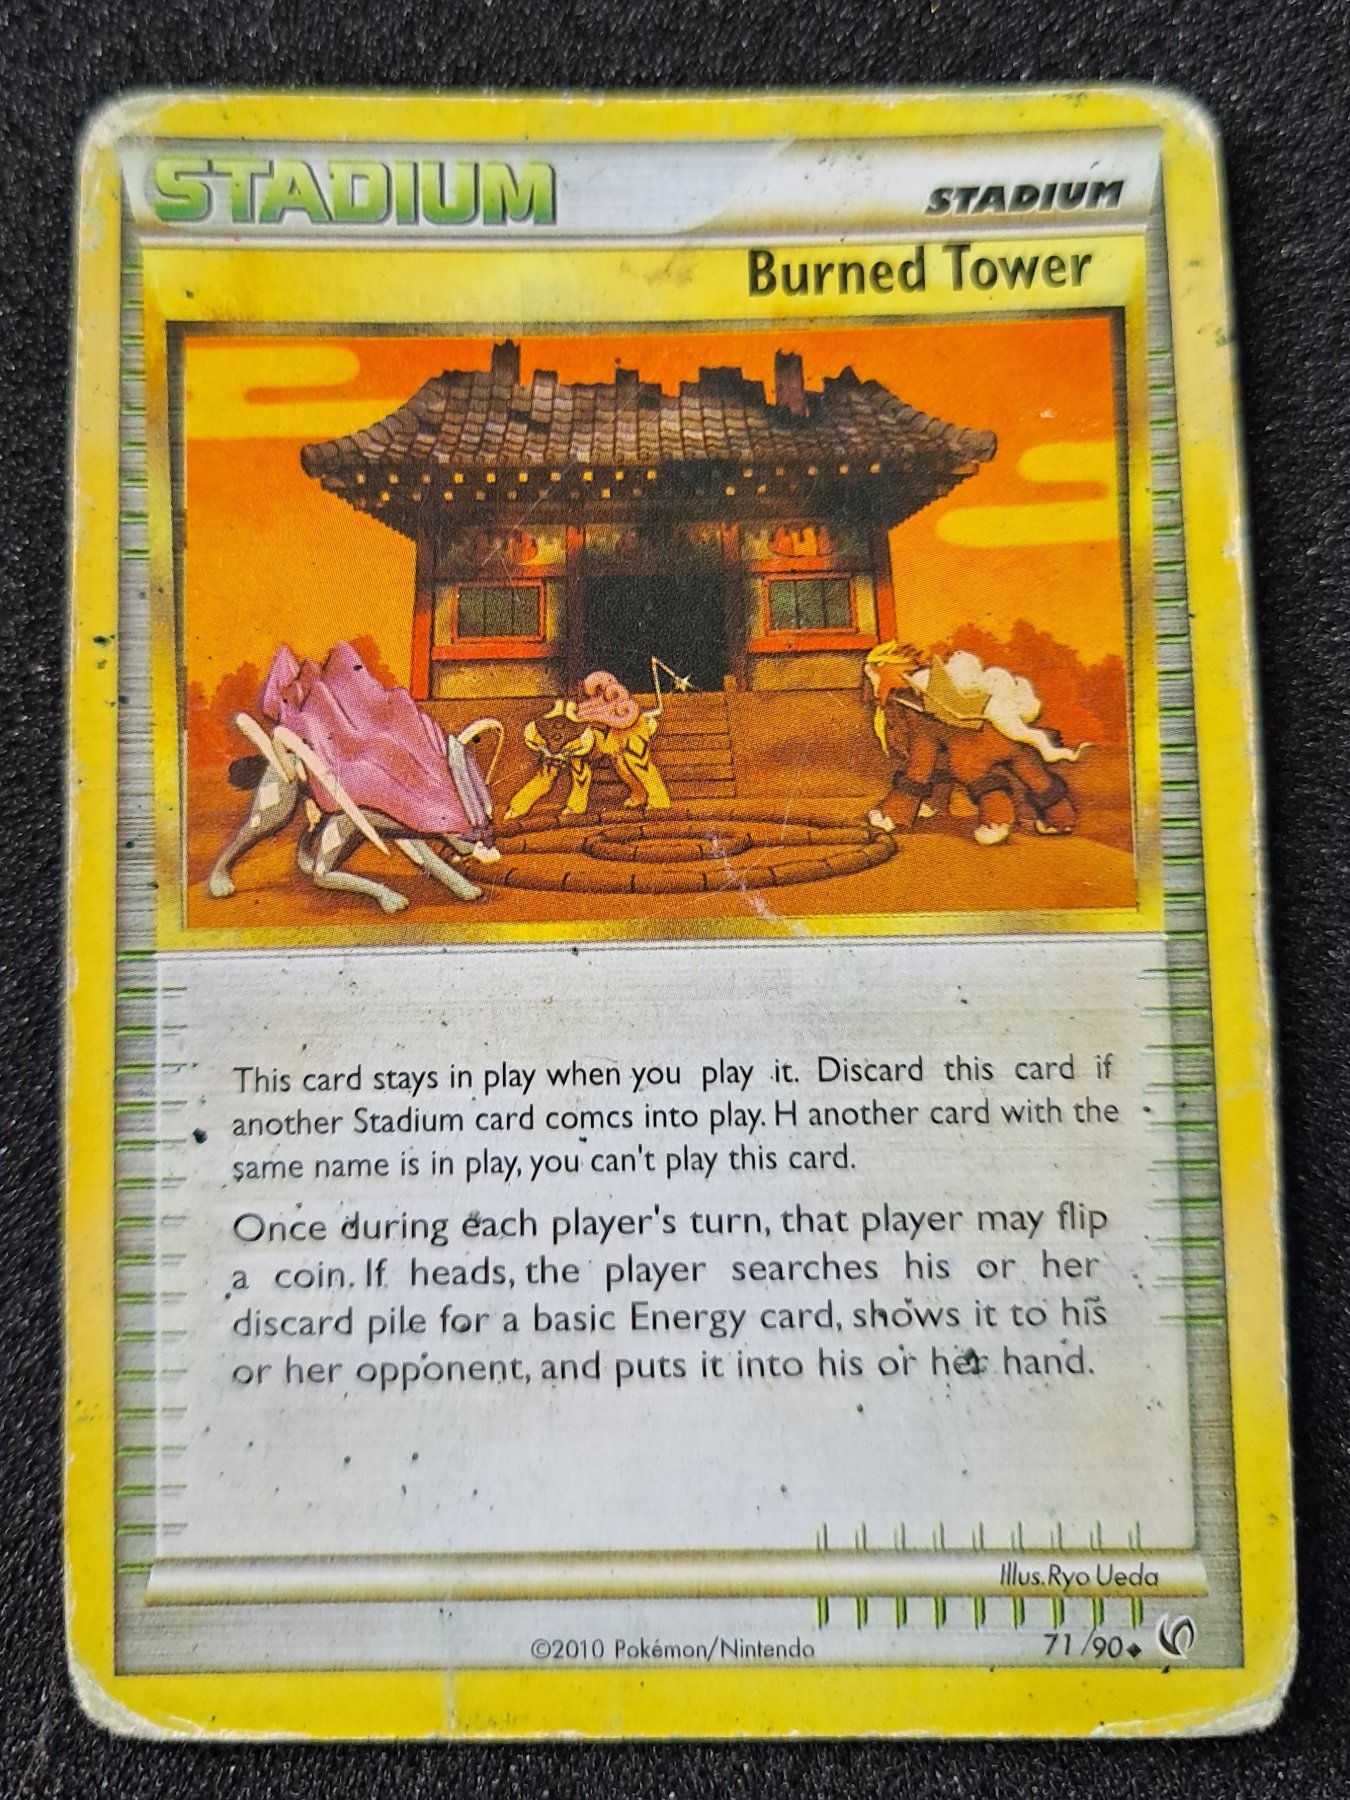 STADIUM
STADIUM
Burned Tower
This card stays in play when you play it. Discard this card if
another Stadium card comcs into play. H another card with the
same name is in play, you can't play this card.
Once during each player's turn, that player may flip
a coin. If heads, the player searches his or her
discard pile for a basic Energy card, shows it to his
or her opponent, and puts it into his or her hand.
Illus. Ryo Ueda
©2010 Pokémon/Nintendo
71/90